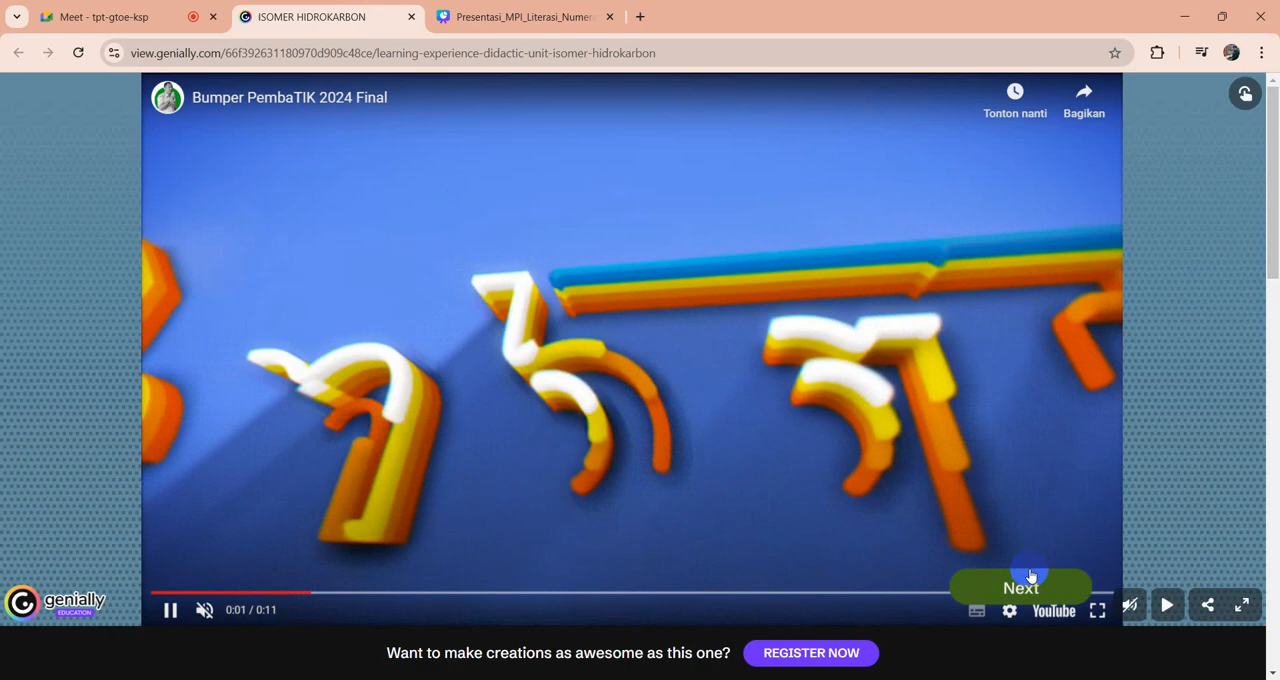 Meet - tpt-gtoe-ksp
ISOMER HIDROKARBON
Presentasi_MPI_Literasi_Numer
view.genially.com/66f392631180970d909c48ce/learning-experience-didactic-unit-isomer-hidrokarbon
Bumper PembaTIK 2024 Final
Tonton nanti
Bagikan
Next
0:01 / 0:11
YouTube
genially
EDUCATION
Want to make creations as awesome as this one?
REGISTER NOW